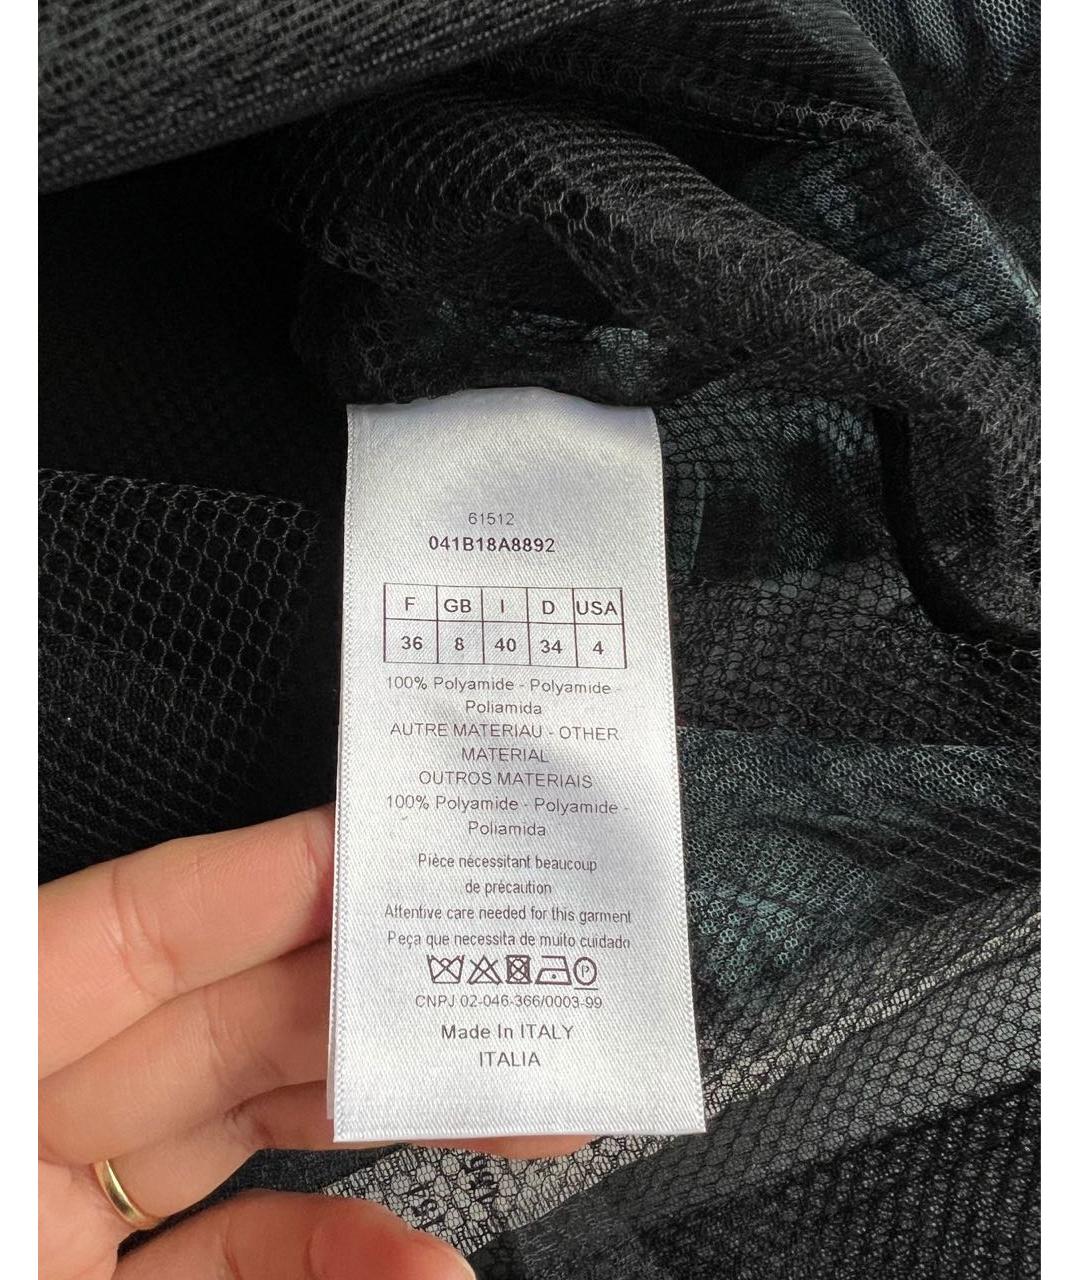 61512
041B18A8892
F GB I D USA
36 8 40 34 4
100% Polyamide - Polyamide -
Poliamida
AUTRE MATERIAU - OTHER
MATERIAL
OUTROS MATERIAIS
100% Polyamide - Polyamide -
Poliamida
Pièce nécessitant beaucoup
de précaution
Attentive care needed for this garment
Peça que necessita de muito cuidado
P
CNPJ 02-046-366/0003-99
Made In ITALY
ITALIA